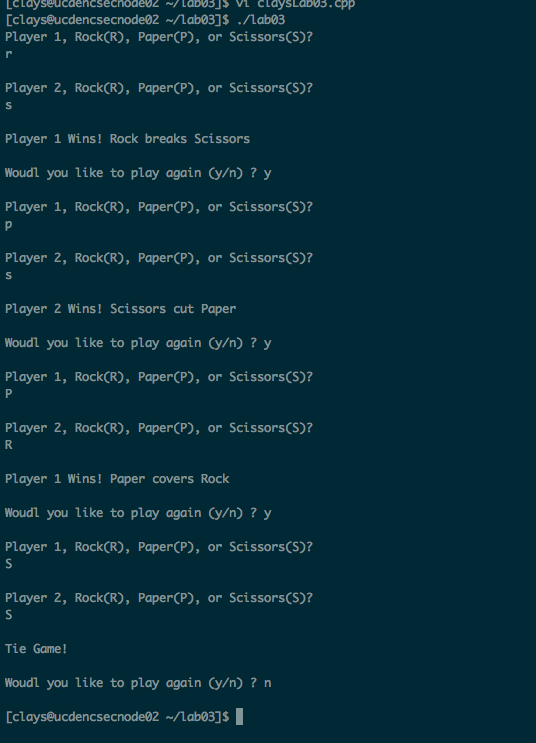 [clays@ucdencsecnode02 ~/lab03]$ vi claysLab03.cpp
[clays@ucdencsecnode02 ~/lab03]$ ./lab03
Player 1, Rock(R), Paper(P), or Scissors(S)?
r
Player 2, Rock(R), Paper(P), or Scissors(S)?
s
Player 1 Wins! Rock breaks Scissors
Woudl you like to play again (y/n) ? y
Player 1, Rock(R), Paper(P), or Scissors(S)?
p
Player 2, Rock(R), Paper(P), or Scissors(S)?
s
Player 2 Wins! Scissors cut Paper
Woudl you like to play again (y/n) ? y
Player 1, Rock(R), Paper(P), or Scissors(S)?
P
Player 2, Rock(R), Paper(P), or Scissors(S)?
R
Player 1 Wins! Paper covers Rock
Woudl you like to play again (y/n) ? y
Player 1, Rock(R), Paper(P), or Scissors(S)?
S
Player 2, Rock(R), Paper(P), or Scissors(S)?
S
Tie Game!
Woudl you like to play again (y/n) ? n
[clays@ucdencsecnode02 ~/lab03]$